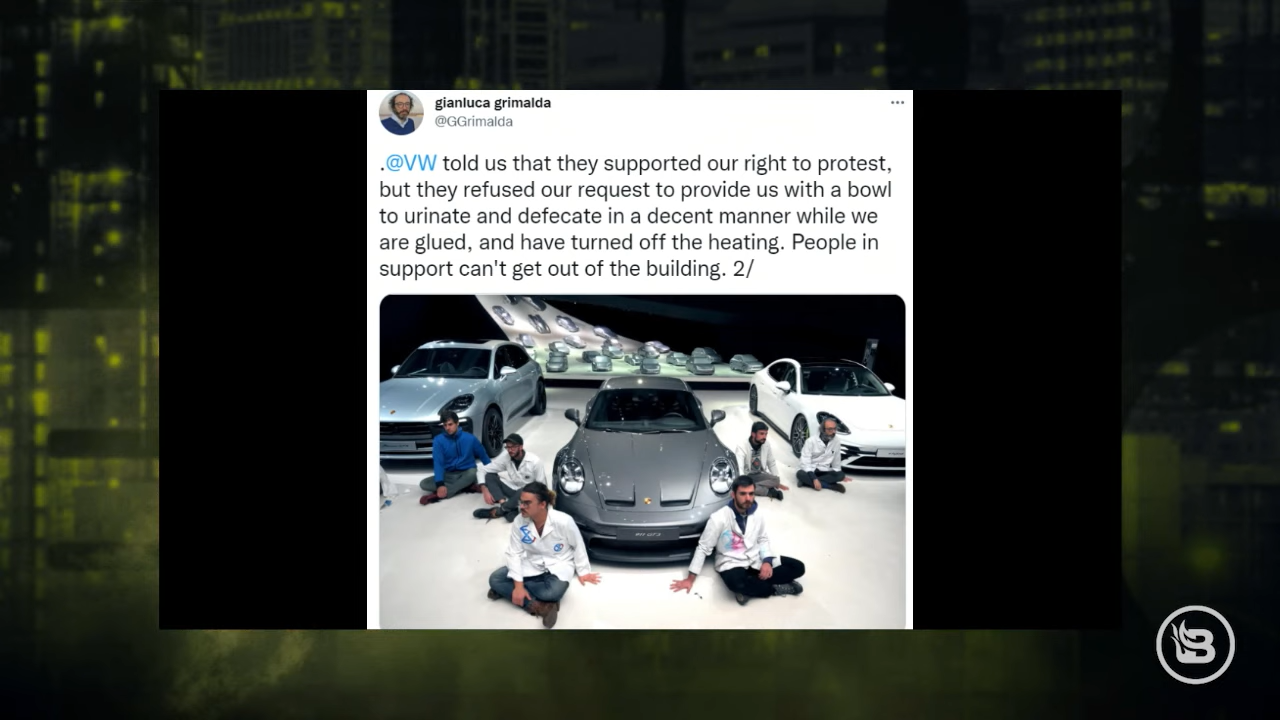 gianluca grimalda
@GGrimalda
.@VW told us that they supported our right to protest,
but they refused our request to provide us with a bowl
to urinate and defecate in a decent manner while we
are glued, and have turned off the heating. People in
support can't get out of the building. 2/
B